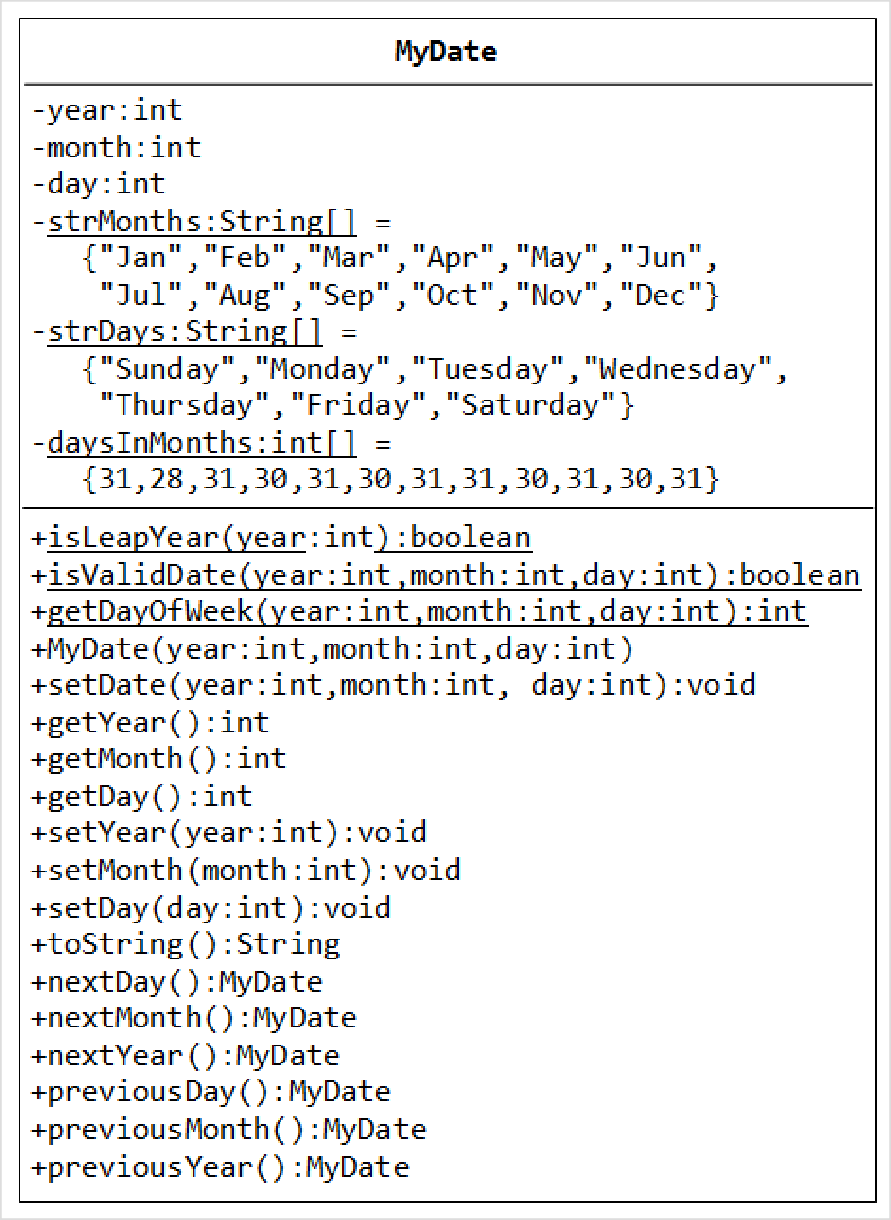 MyDate
-year:int
-month:int
-day:int
-strMonths:String[] =
{"Jan","Feb","Mar","Apr","May","Jun",
"Jul","Aug","Sep","Oct","Nov","Dec"}
-strDays:String[] =
{"Sunday","Monday","Tuesday","Wednesday",
"Thursday","Friday","Saturday"}
-daysInMonths:int[] =
{31,28,31,30,31,30,31,31,30,31,30,31}
+isLeapYear(year:int):boolean
+isValidDate(year:int,month:int,day:int):boolean
+getDayOfWeek(year:int,month:int,day:int):int
+MyDate(year:int,month:int,day:int)
+setDate(year:int,month:int, day:int):void
+getYear():int
+getMonth():int
+getDay():int
+setYear(year:int):void
+setMonth(month:int):void
+setDay(day:int):void
+toString():String
+nextDay():MyDate
+nextMonth():MyDate
+nextYear():MyDate
+previousDay():MyDate
+previousMonth():MyDate
+previousYear():MyDate